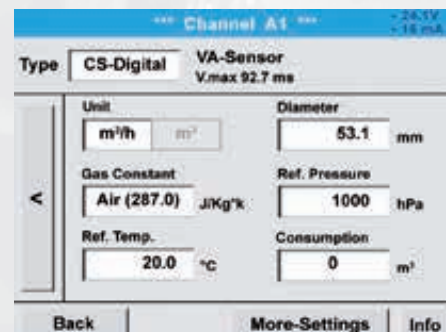 *** Channel A1 ***
- 24.1V
- 16 mA
Type CS-Digital VA-Sensor
V.max 92.7 ms
Unit
m³/h m³
Diameter
53.1 mm
Gas Constant
Air (287.0) J/Kg*k
Ref. Pressure
1000 hPa
<
Ref. Temp.
20.0 °C
Consumption
0 m³
Back More-Settings Info